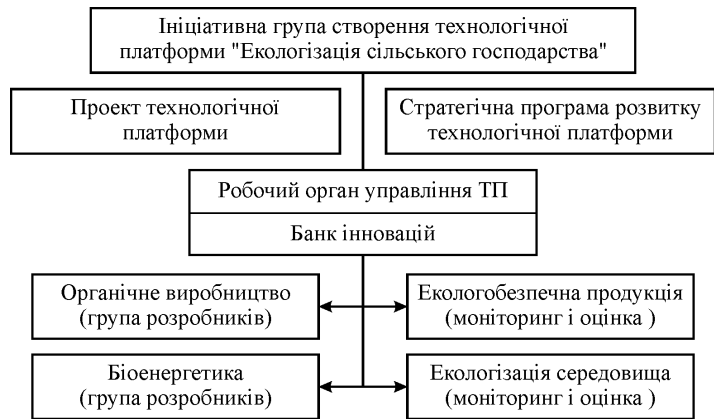 Ініціативна група створення технологічної
платформи "Екологізація сільського господарства"
Проект технологічної
платформи
Стратегічна програма розвитку
технологічної платформи
Робочий орган управління ТП
Банк інновацій
Органічне виробництво
(група розробників)
Екологобезпечна продукція
(моніторинг і оцінка )
Біоенергетика
(група розробників)
Екологізація середовища
(моніторинг і оцінка )